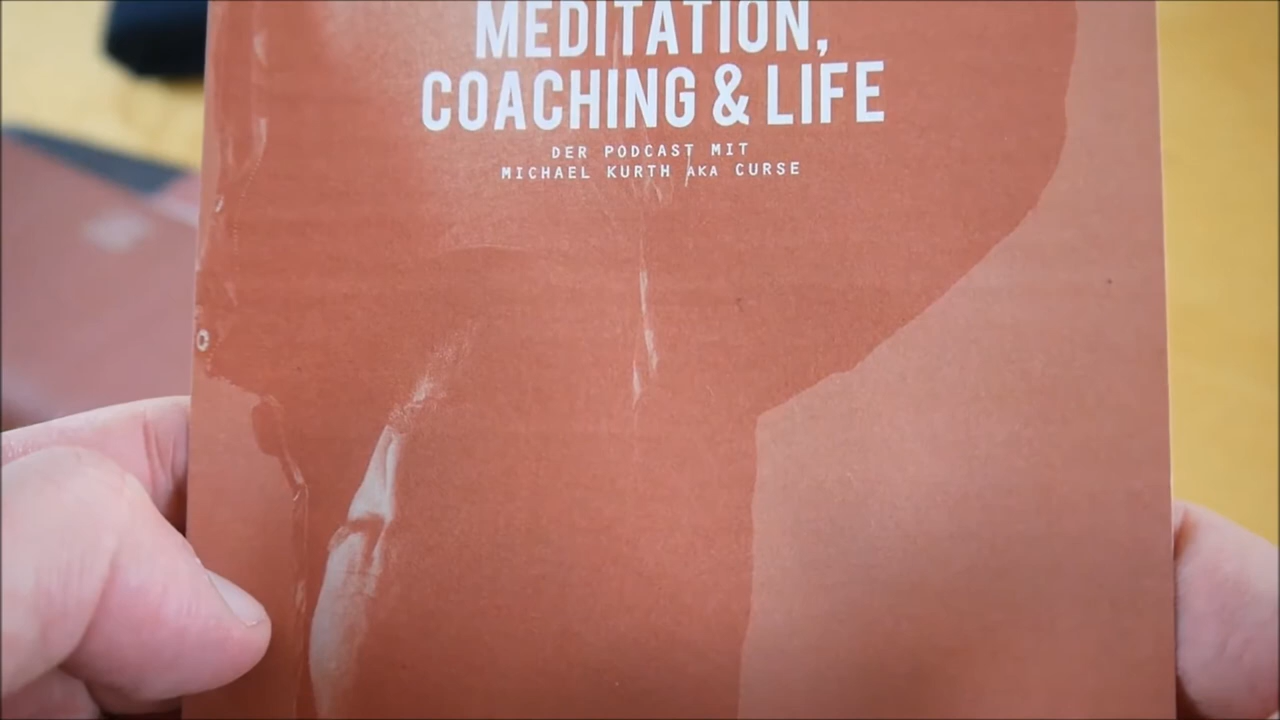 MEDITATION,
COACHING & LIFE
DER PODCAST MIT
MICHAEL KURTH AKA CURSE